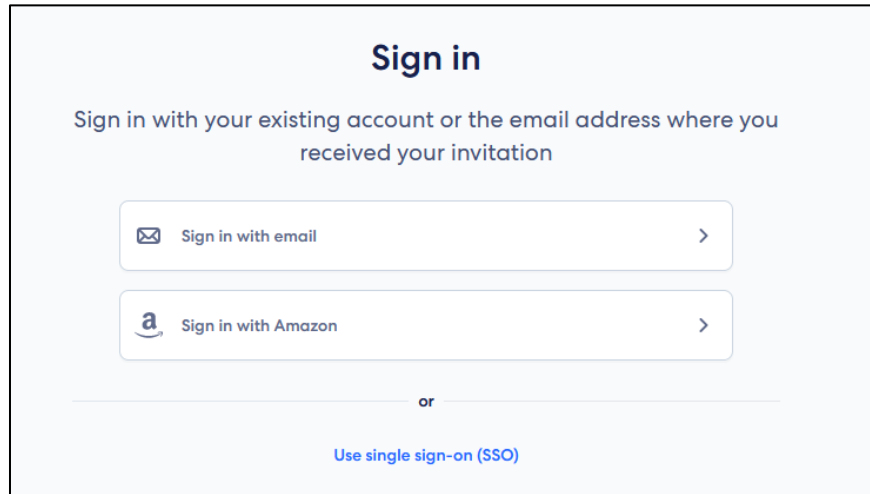 Sign in
Sign in with your existing account or the email address where you
received your invitation
Sign in with email
a
Sign in with Amazon
or
Use single sign-on (SSO)